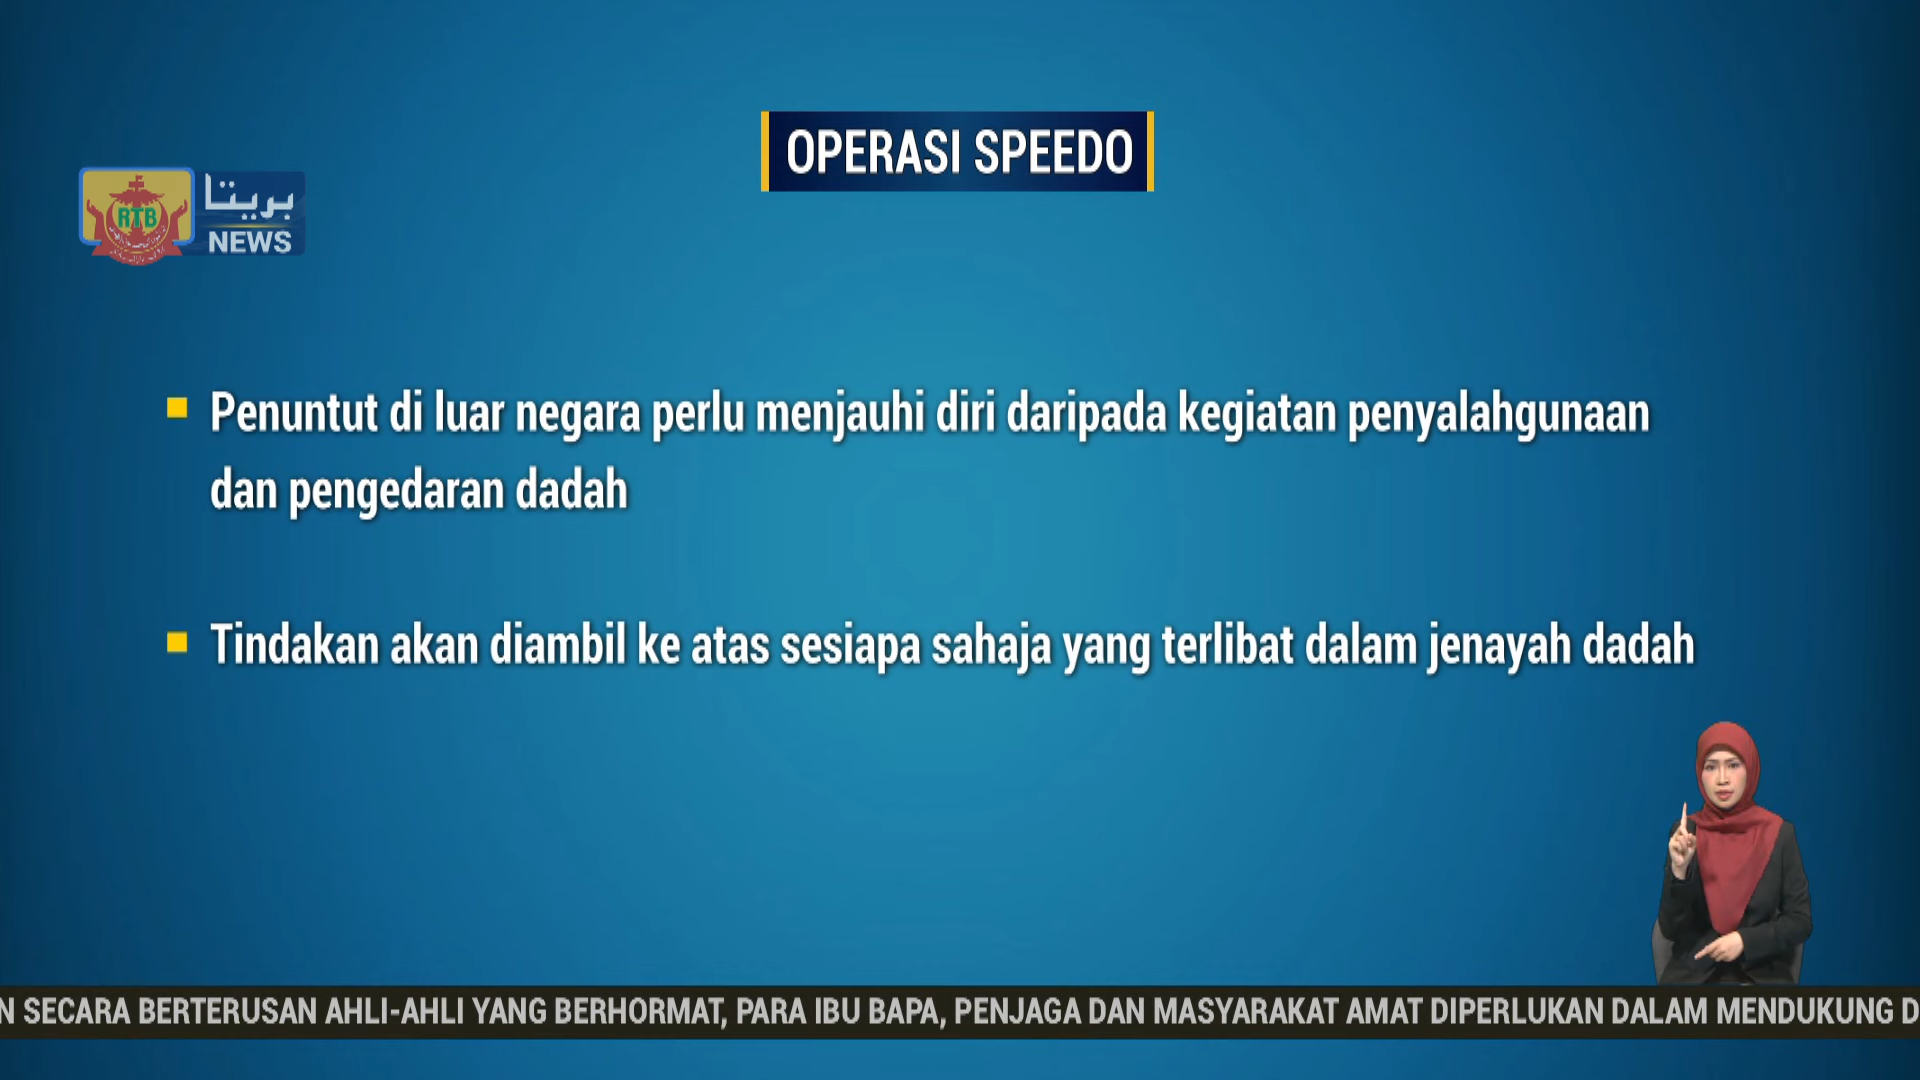 OPERASI SPEEDO
RTB
بريتا
NEWS
Penuntut di luar negara perlu menjauhi diri daripada kegiatan penyalahgunaan
dan pengedaran dadah
Tindakan akan diambil ke atas sesiapa sahaja yang terlibat dalam jenayah dadah
N SECARA BERTERUSAN AHLI-AHLI YANG BERHORMAT, PARA IBU BAPA, PENJAGA DAN MASYARAKAT AMAT DIPERLUKAN DALAM MENDUKUNG D